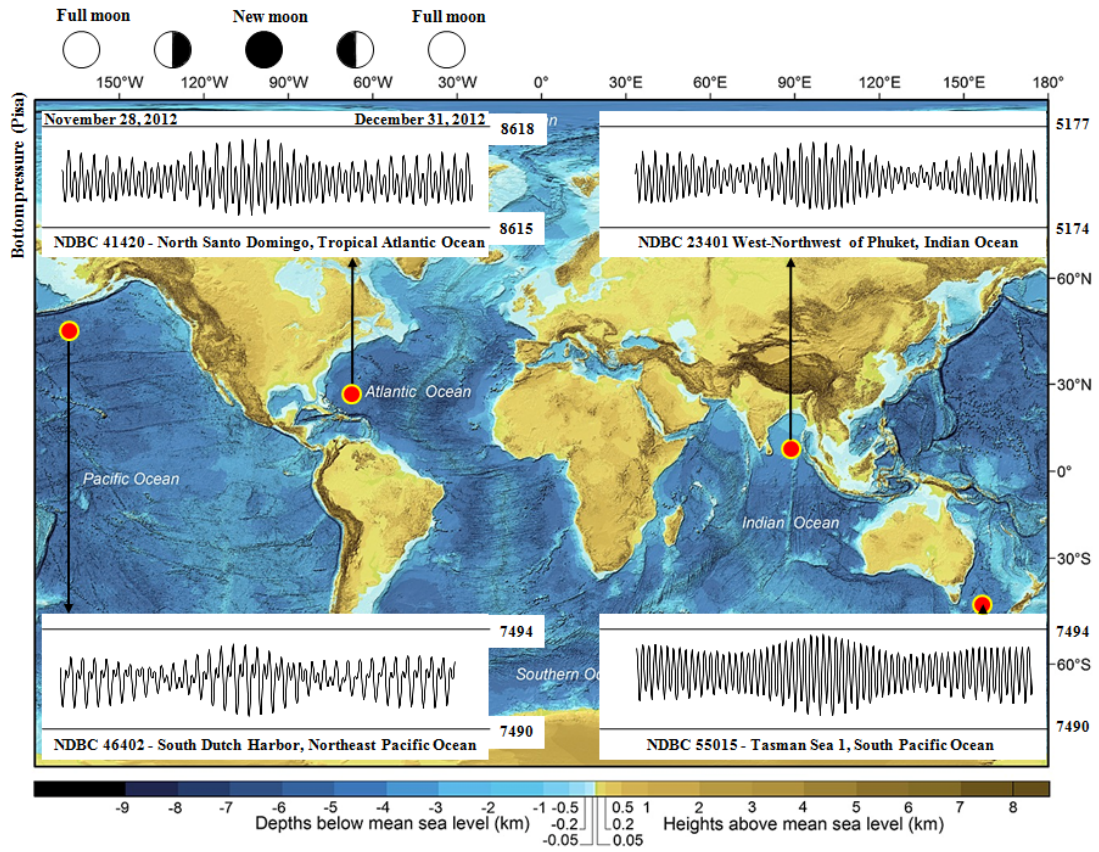 Full moon New moon Full moon
150°W 120°W 90°W 60°W 30°W 0° 30°E 60°E 90°E 120°E 150°E 180°
Bottompressure (Pisa)
November 28, 2012 December 31, 2012
8618
8615
NDBC 41420 - North Santo Domingo, Tropical Atlantic Ocean
5177
5174
NDBC 23401 West-Northwest of Phuket, Indian Ocean
60°N
30°N
0°
30°S
60°S
Atlantic Ocean
Pacific Ocean
Indian Ocean
7494
7490
NDBC 46402 - South Dutch Harbor, Northeast Pacific Ocean
Southern Oc
7494
7490
NDBC 55015 - Tasman Sea 1, South Pacific Ocean
-9 -8 -7 -6 -5 -4 -3 -2 -1 -0.5 0.5 1 2 3 4 5 6 7 8
-0.2 0.2
-0.05 0.05
Depths below mean sea level (km) Heights above mean sea level (km)